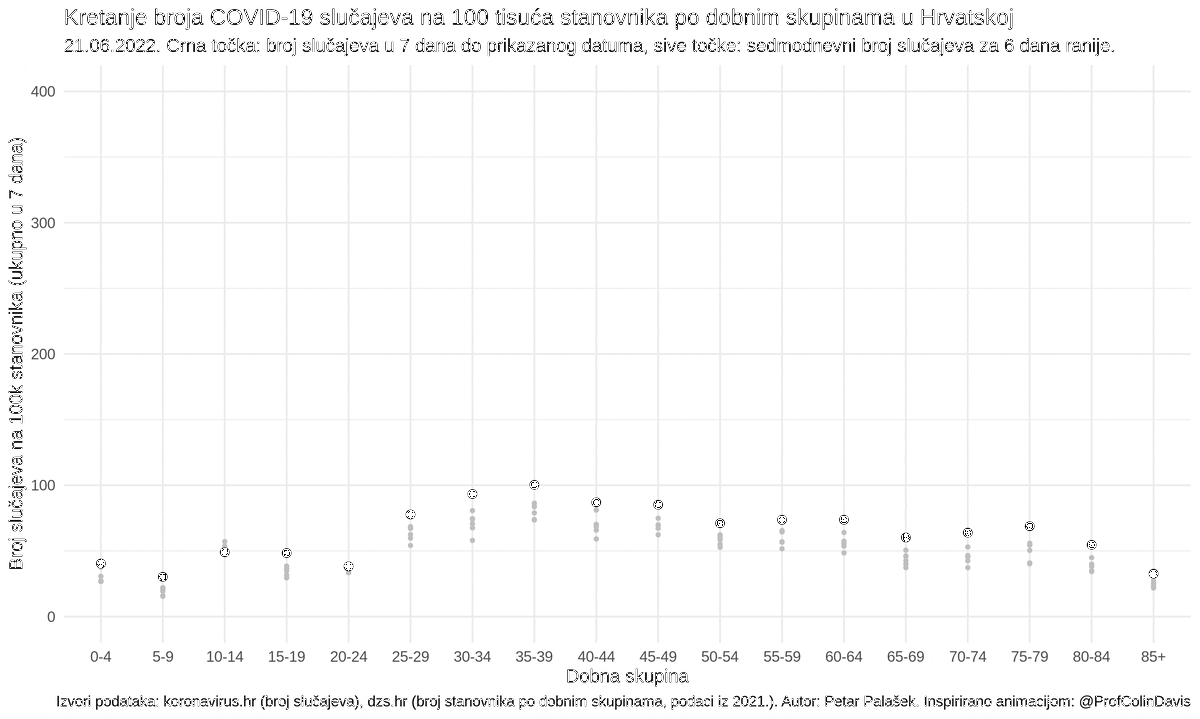 Kretanje broja COVID-19 slučajeva na 100 tisuća stanovnika po dobnim skupinama u Hrvatskoj
21.06.2022. Crna točka: broj slučajeva u 7 dana do prikazanog datuma, sive točke: sedmodnevni broj slučajeva za 6 dana ranije.
Broj slučajeva na 100k stanovnika (ukupno u 7 dana)
400
300
200
100
0
0-4 5-9 10-14 15-19 20-24 25-29 30-34 35-39 40-44 45-49 50-54 55-59 60-64 65-69 70-74 75-79 80-84 85+
Dobna skupina
Izvori podataka: koronavirus.hr (broj slučajeva), dzs.hr (broj stanovnika po dobnim skupinama, podaci iz 2021.). Autor: Petar Palašek. Inspirirano animacijom: @ProfColinDavis